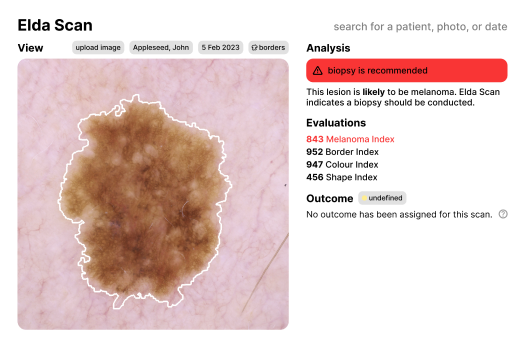 Elda Scan
search for a patient, photo, or date
View
upload image
Appleseed, John
5 Feb 2023
borders
Analysis
biopsy is recommended
This lesion is likely to be melanoma. Elda Scan
indicates a biopsy should be conducted.
Evaluations
843 Melanoma Index
952 Border Index
947 Colour Index
456 Shape Index
Outcome
undefined
No outcome has been assigned for this scan. ?